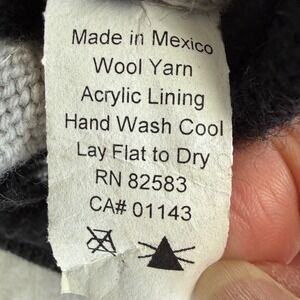 Made in Mexico
Wool Yarn
Acrylic Lining
Hand Wash Cool
Lay Flat to Dry
RN 82583
CA# 01143